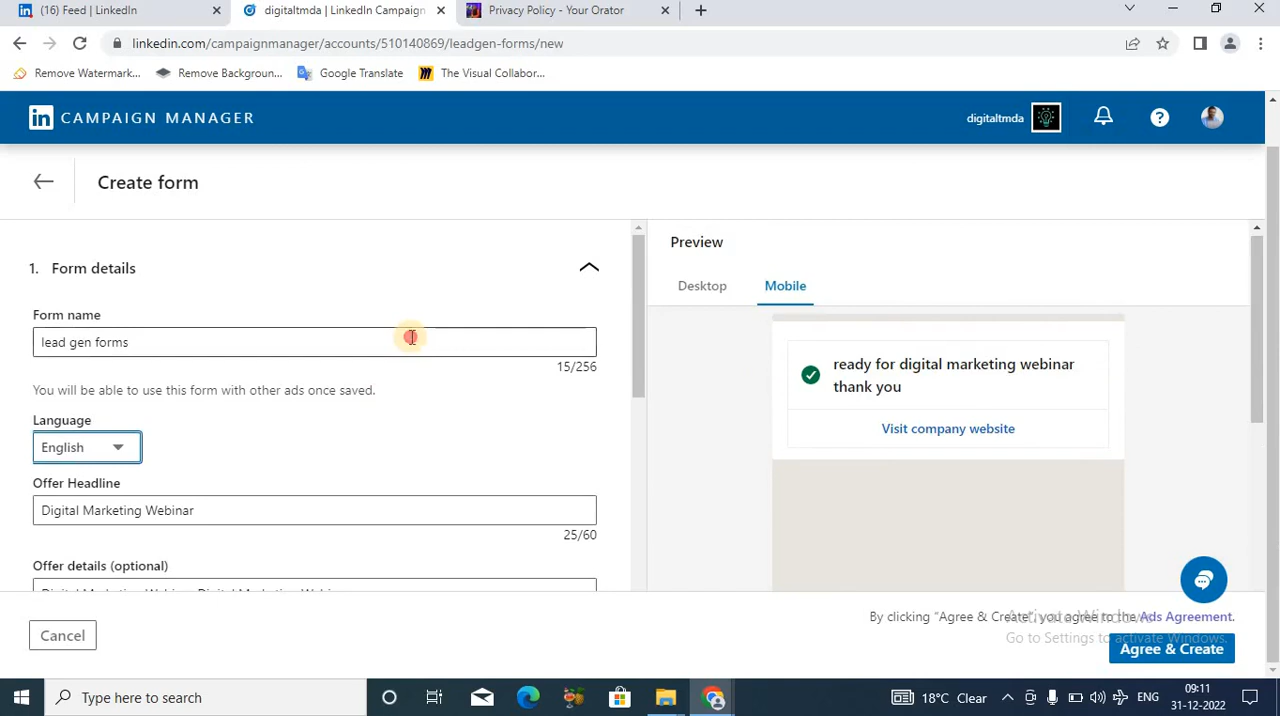 (16) Feed | LinkedIn
digitaltmda | LinkedIn Campaign
Privacy Policy - Your Orator
linkedin.com/campaignmanager/accounts/510140869/leadgen-forms/new
Remove Watermark...
Remove Backgroun...
Google Translate
The Visual Collabor...
in CAMPAIGN MANAGER
digitaltmda
Create form
1. Form details
Form name
lead gen forms
15/256
You will be able to use this form with other ads once saved.
Language
English
Offer Headline
Digital Marketing Webinar
25/60
Offer details (optional)
Preview
Desktop
Mobile
ready for digital marketing webinar
thank you
Visit company website
Cancel
By clicking “Agree & Create”, you agree to the Ads Agreement.
Activate Windows
Go to Settings to activate Windows.
Agree & Create
Type here to search
18°C Clear
ENG
09:11
31-12-2022